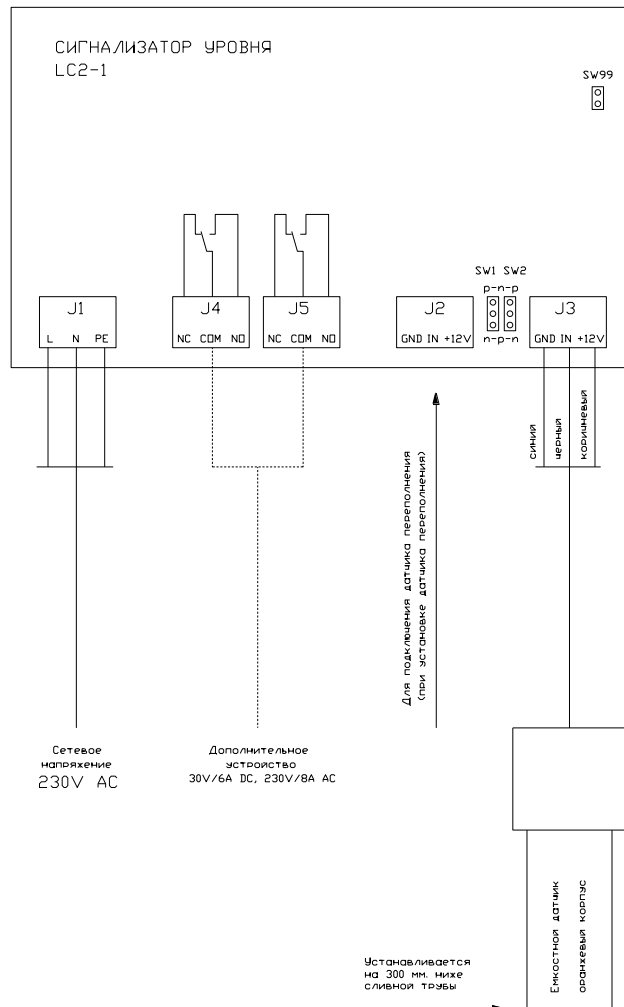 СИГНАЛИЗАТОР УРОВНЯ
LC2-1
SW99
SW1 SW2
p-n-p
J1
J4
J5
J2
J3
L N PE
NC COM NO
NC COM NO
GND IN +12V
n-p-n
GND IN +12V
синий
черный
коричневый
Для подключения датчика переполнения
(при установке датчика переполнения)
Сетевое
напряжение
230V AC
Дополнительное
устройство
30V/6A DC, 230V/8A AC
Емкостной датчик
оранжевый корпус
Устанавливается
на 300 мм. ниже
сливной трубы